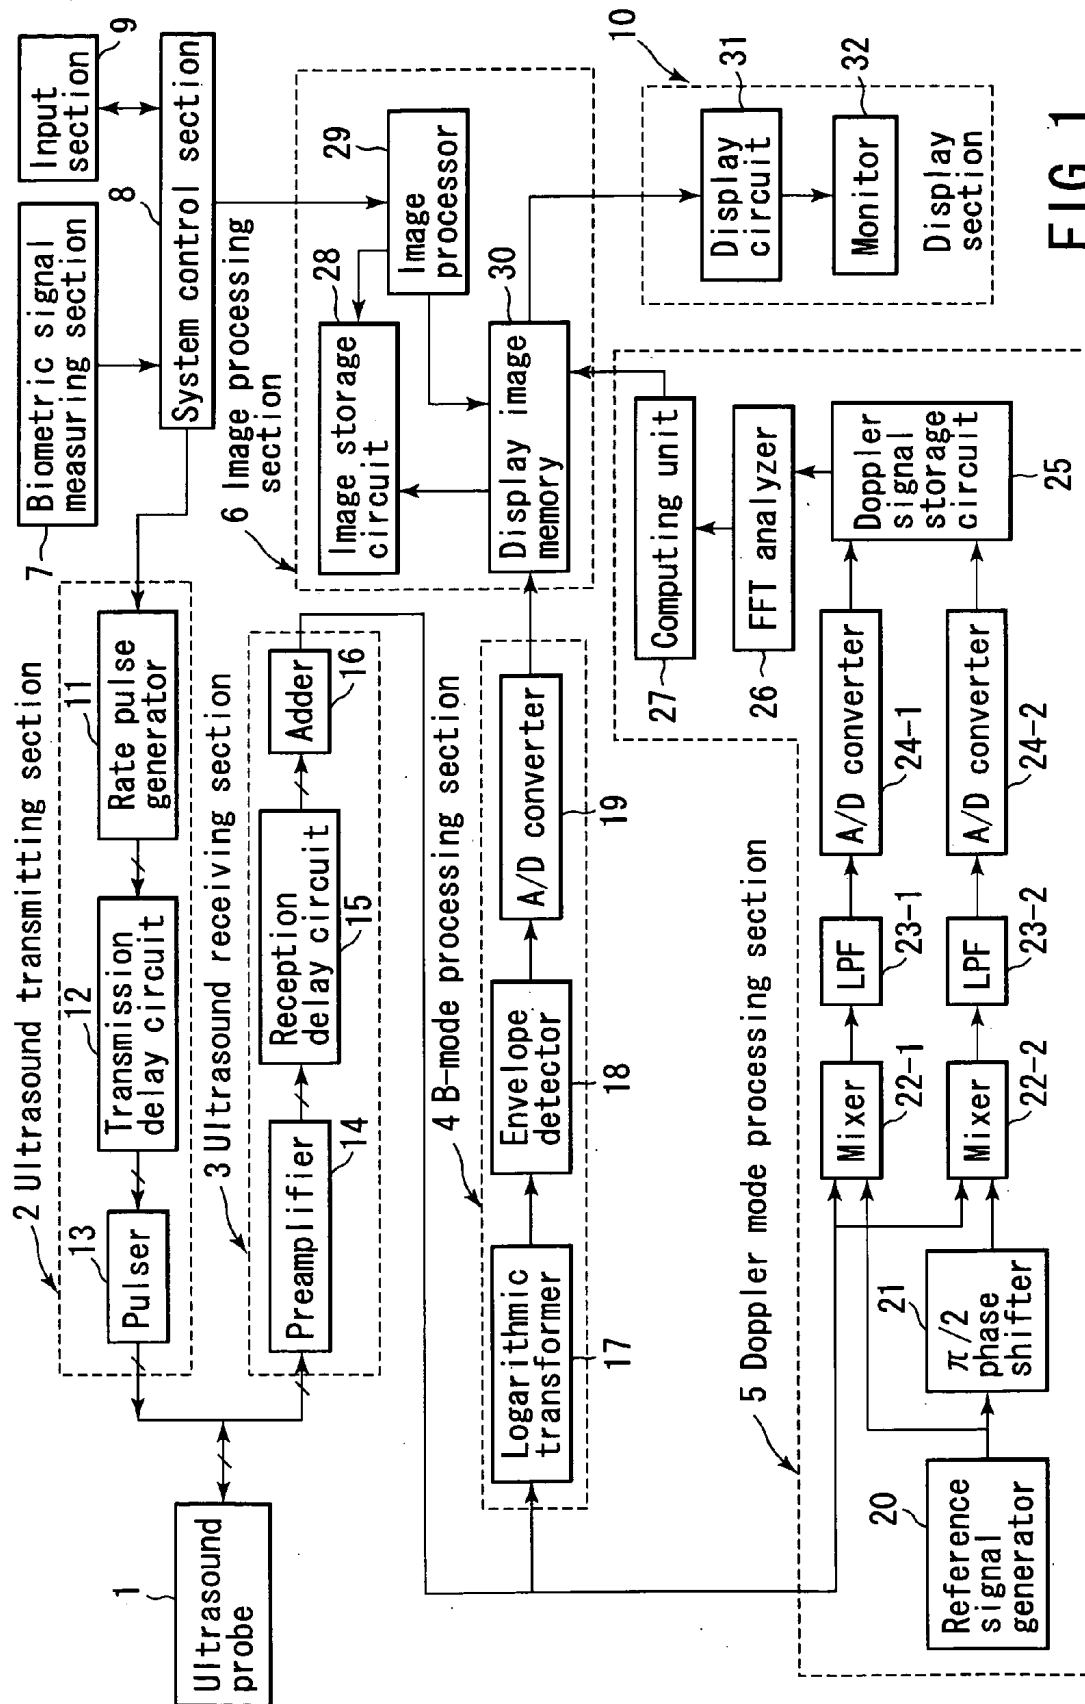 1
Ultrasound
probe
2 Ultrasound transmitting section
13
Pulser
12
Transmission
delay circuit
11
Rate pulse
generator
7
Biometric signal
measuring section
9
Input
section
8
System control section
3 Ultrasound receiving section
Preamplifier
14
Reception
delay circuit
15
Adder
16
6 Image processing
section
28
Image storage
circuit
29
Image
processor
30
Display image
memory
4 B-mode processing section
Logarithmic
transformer
17
Envelope
detector
18
A/D converter
19
10
Display
circuit
31
Monitor
32
Display
section
5 Doppler mode processing section
20
Reference
signal
generator
21
π/2
phase
shifter
Mixer
22-1
Mixer
22-2
LPF
23-1
LPF
23-2
A/D converter
24-1
A/D converter
24-2
Doppler
signal
storage
circuit
25
FFT analyzer
26
Computing unit
27
FIG. 1